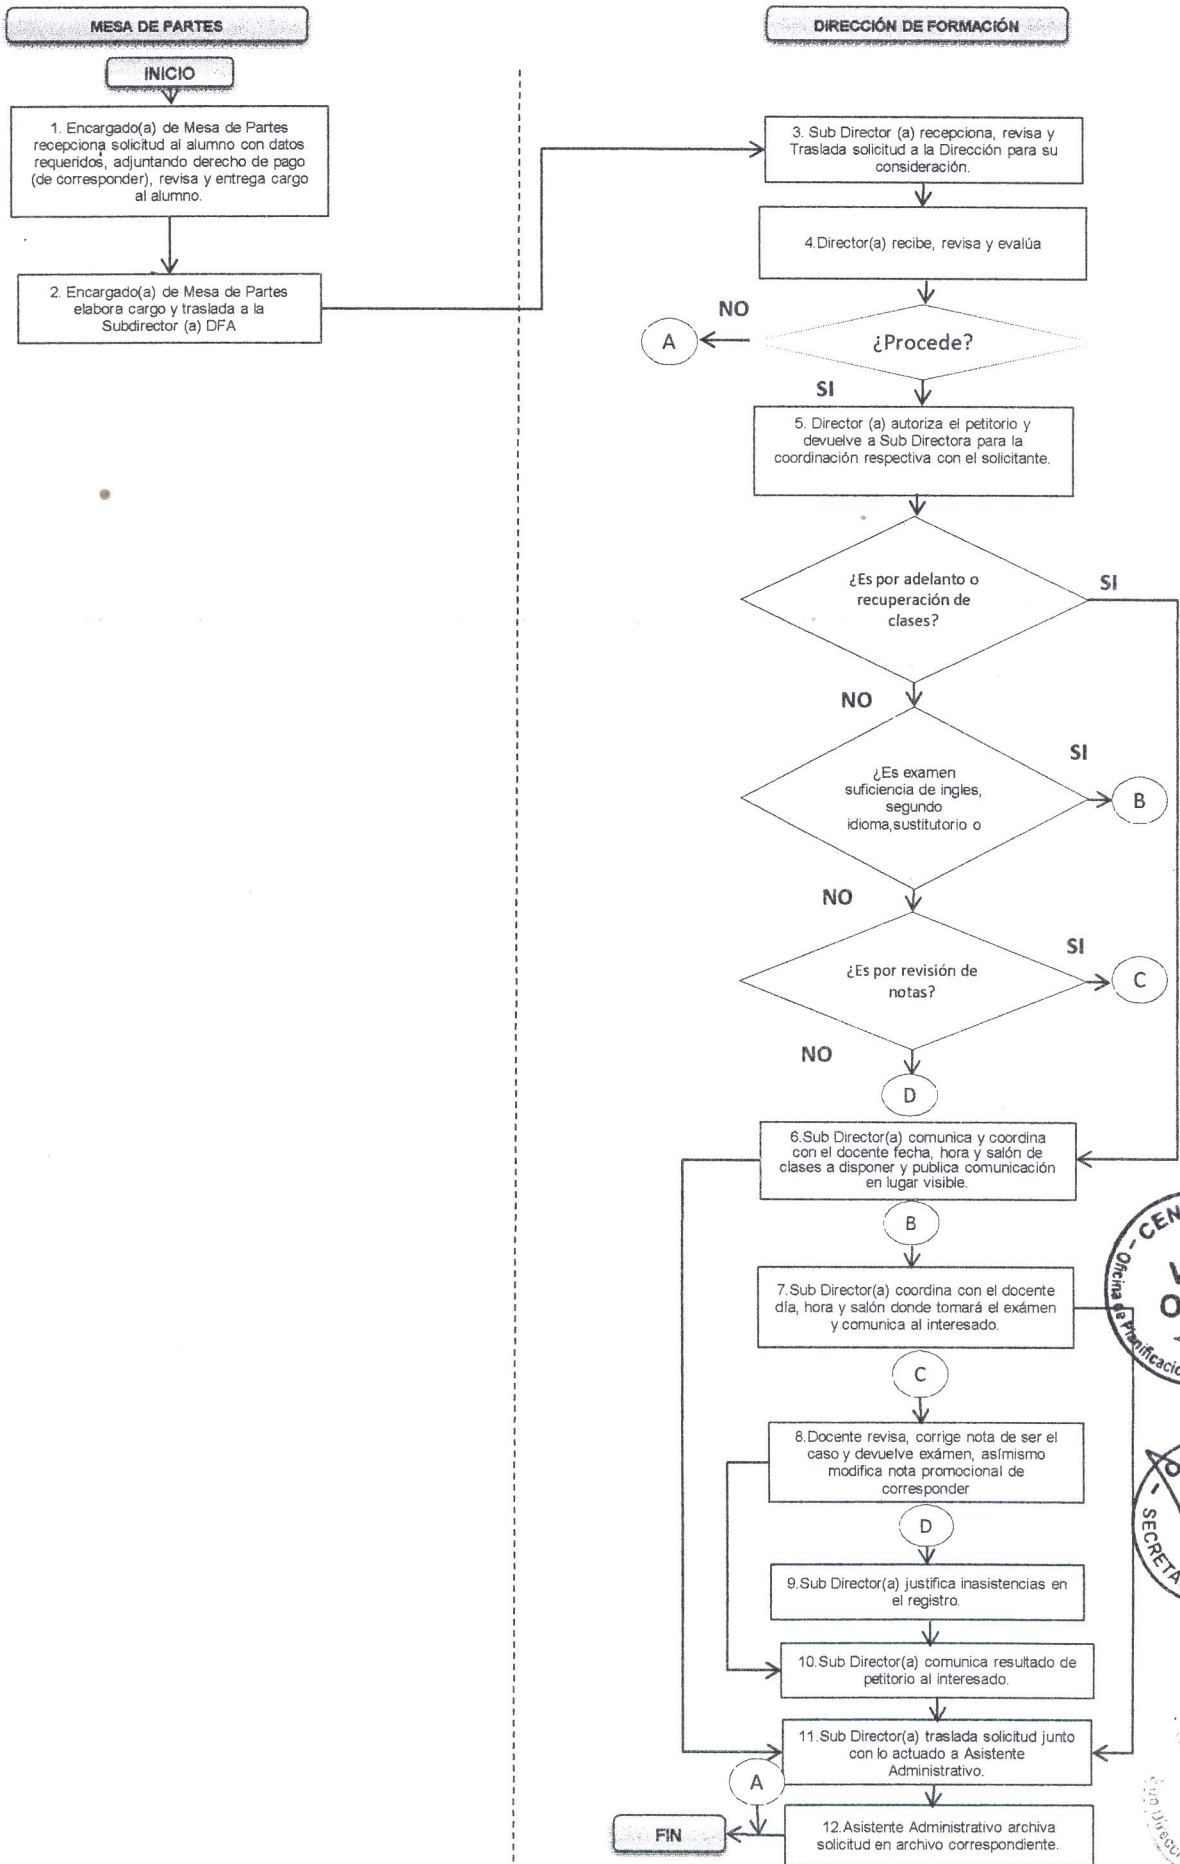 MESA DE PARTES
INICIO
1. Encargado(a) de Mesa de Partes
recepciona solicitud al alumno con datos
requeridos, adjuntando derecho de pago
(de corresponder), revisa y entrega cargo
al alumno.
2. Encargado(a) de Mesa de Partes
elabora cargo y traslada a la
Subdirector (a) DFA
DIRECCIÓN DE FORMACIÓN
3. Sub Director (a) recepciona, revisa y
Traslada solicitud a la Dirección para su
consideración.
4.Director(a) recibe, revisa y evalúa
NO
A
¿Procede?
SI
5. Director (a) autoriza el petitorio y
devuelve a Sub Directora para la
coordinación respectiva con el solicitante.
¿Es por adelanto o
recuperación de
clases?
SI
NO
¿Es examen
suficiencia de ingles,
segundo
idioma,sustitutorio o
SI
B
NO
¿Es por revisión de
notas?
SI
C
NO
D
6.Sub Director(a) comunica y coordina
con el docente fecha, hora y salón de
clases a disponer y publica comunicación
en lugar visible.
B
7.Sub Director(a) coordina con el docente
día, hora y salón donde tomará el exámen
y comunica al interesado.
C
8.Docente revisa, corrige nota de ser el
caso y devuelve exámen, asímismo
modifica nota promocional de
corresponder
D
9.Sub Director(a) justifica inasistencias en
el registro.
10.Sub Director(a) comunica resultado de
petitorio al interesado.
11.Sub Director(a) traslada solicitud junto
con lo actuado a Asistente
Administrativo.
A
12.Asistente Administrativo archiva
solicitud en archivo correspondiente.
FIN
Oficina de